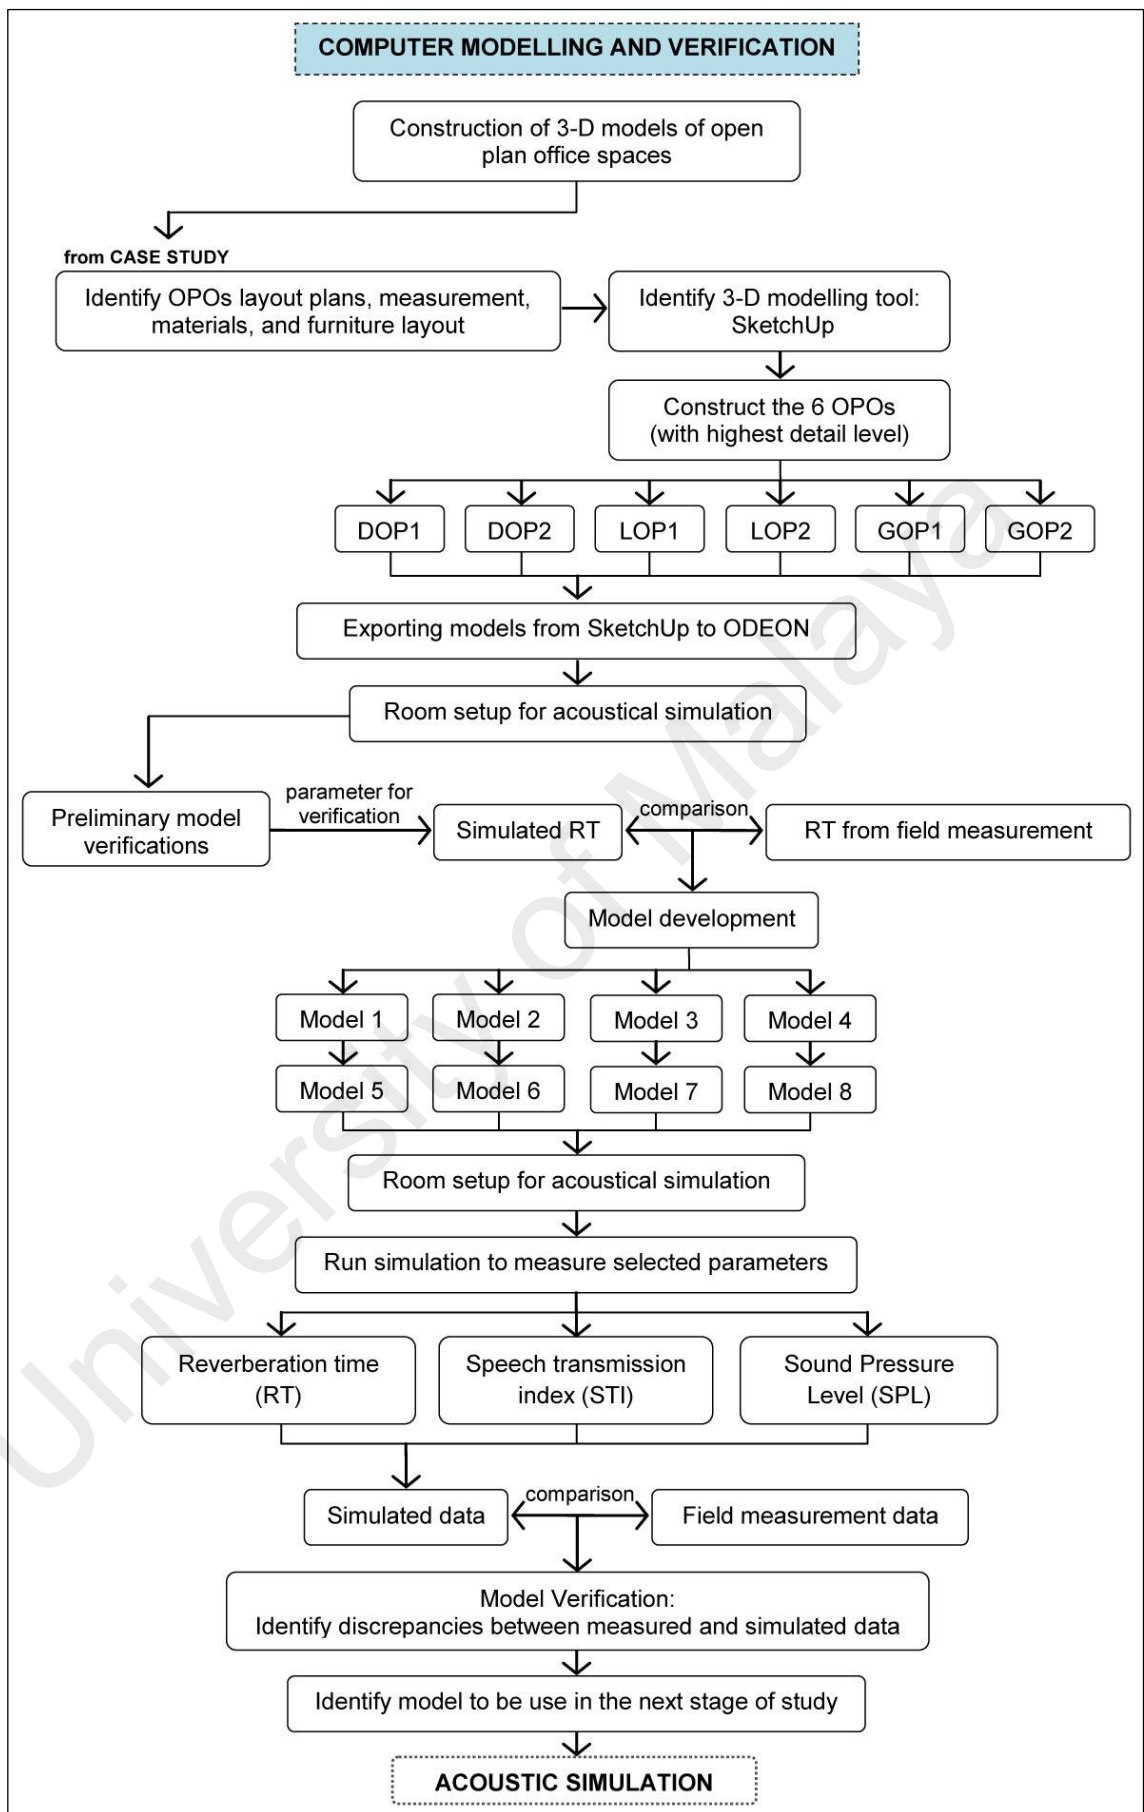 COMPUTER MODELLING AND VERIFICATION
Construction of 3-D models of open
plan office spaces
from CASE STUDY
Identify OPOs layout plans, measurement,
materials, and furniture layout
Identify 3-D modelling tool:
SketchUp
Construct the 6 OPOs
(with highest detail level)
DOP1
DOP2
LOP1
LOP2
GOP1
GOP2
Exporting models from SketchUp to ODEON
Room setup for acoustical simulation
Preliminary model
verifications
parameter for
verification
Simulated RT
comparison
RT from field measurement
Model development
Model 1
Model 2
Model 3
Model 4
Model 5
Model 6
Model 7
Model 8
Room setup for acoustical simulation
Run simulation to measure selected parameters
Reverberation time
(RT)
Speech transmission
index (STI)
Sound Pressure
Level (SPL)
Simulated data
comparison
Field measurement data
Model Verification:
Identify discrepancies between measured and simulated data
Identify model to be use in the next stage of study
ACOUSTIC SIMULATION
University of Malaya